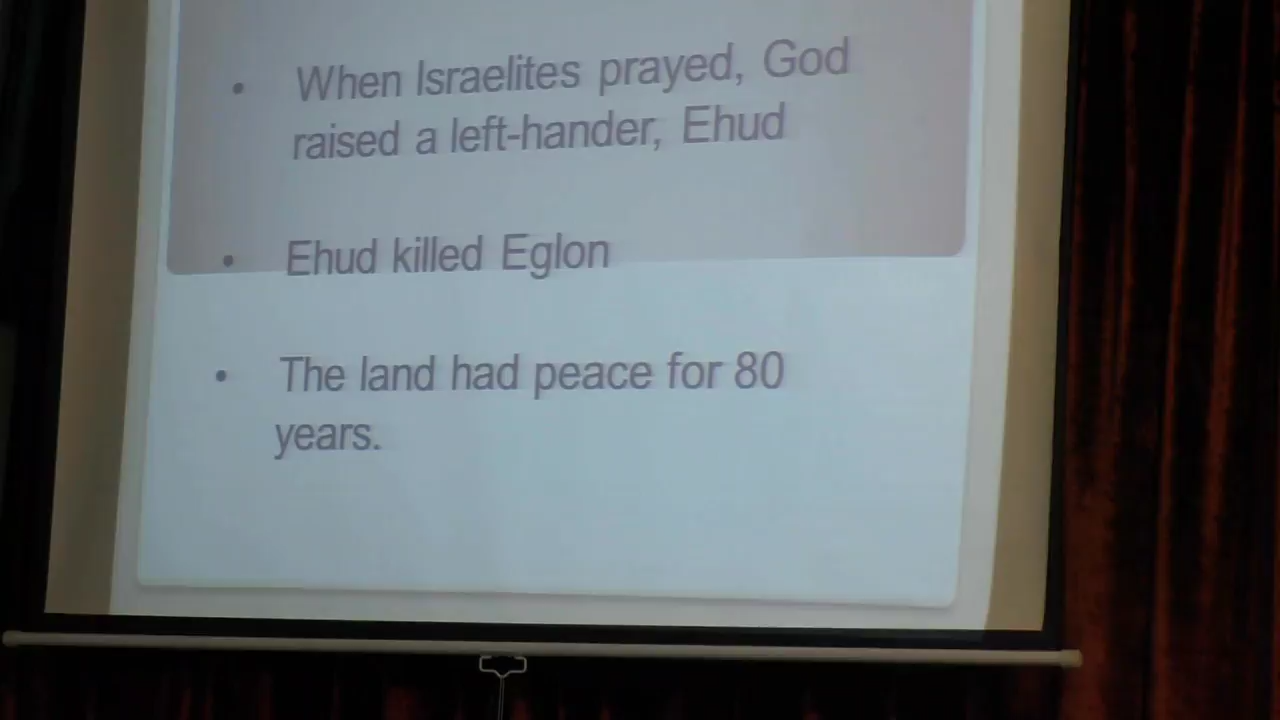 • When Israelites prayed, God
raised a left-hander, Ehud
• Ehud killed Eglon
• The land had peace for 80
years.